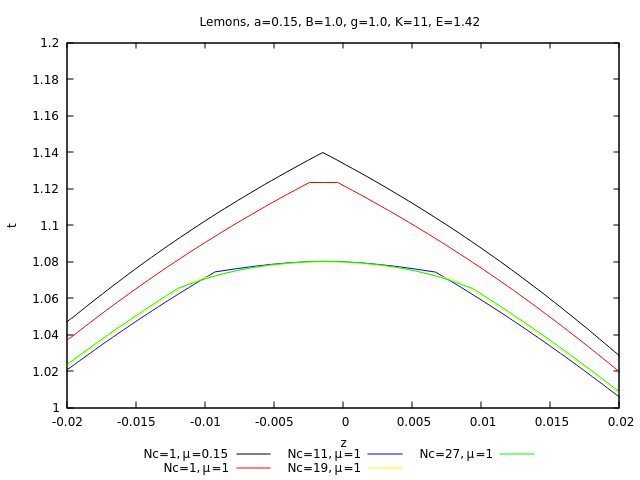 Lemons, a=0.15, B=1.0, g=1.0, K=11, E=1.42
1.2
1.18
1.16
1.14
1.12
1.1
1.08
1.06
1.04
1.02
1
t
-0.02 -0.015 -0.01 -0.005 0 0.005 0.01 0.015 0.02
z
Nc=1, μ=0.15 Nc=11, μ=1 Nc=27, μ=1
Nc=1, μ=1 Nc=19, μ=1